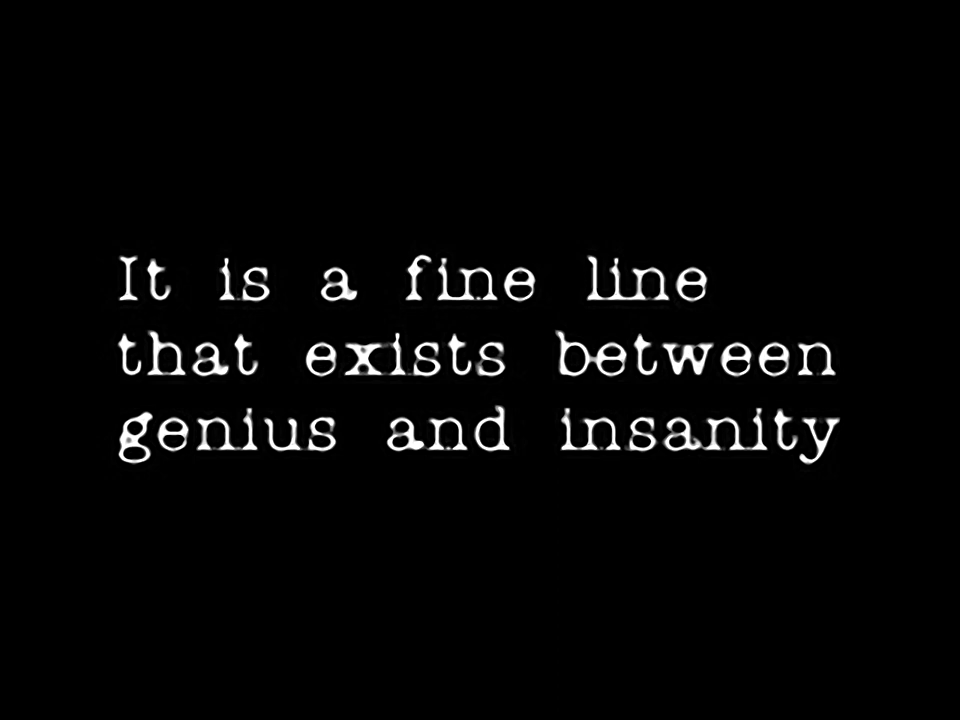 It is a fine line
that exists between
genius and insanity